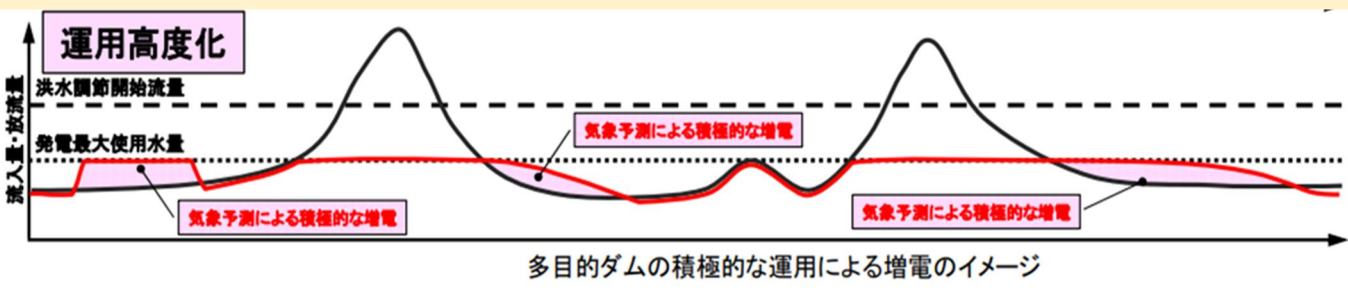 運用高度化
流入量・放流量
洪水調節開始流量
発電最大使用水量
気象予測による積極的な増電
気象予測による積極的な増電
気象予測による積極的な増電
多目的ダムの積極的な運用による増電のイメージ